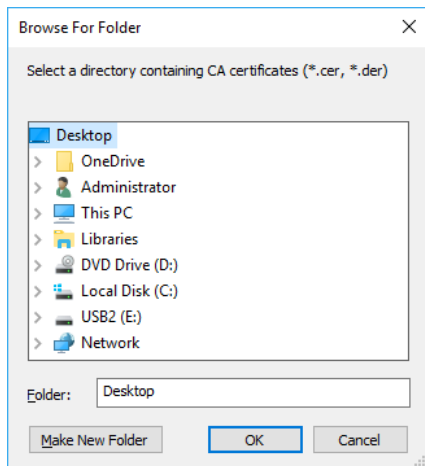 Browse For Folder
Select a directory containing CA certificates (*.cer, *.der)
Desktop
OneDrive
Administrator
This PC
Libraries
DVD Drive (D:)
Local Disk (C:)
USB2 (E:)
Network
Folder: Desktop
Make New Folder OK Cancel